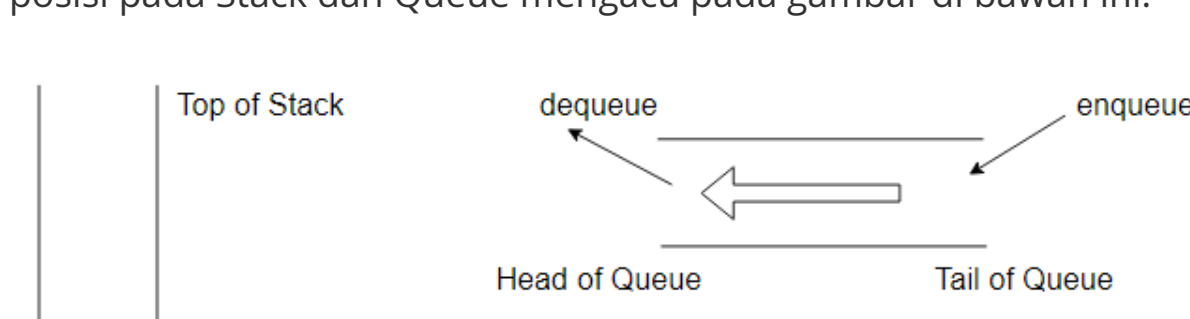 posisi pada Stack dan Queue mengacu pada gambar di bawah ini.
Top of Stack
dequeue
enqueue
Head of Queue
Tail of Queue